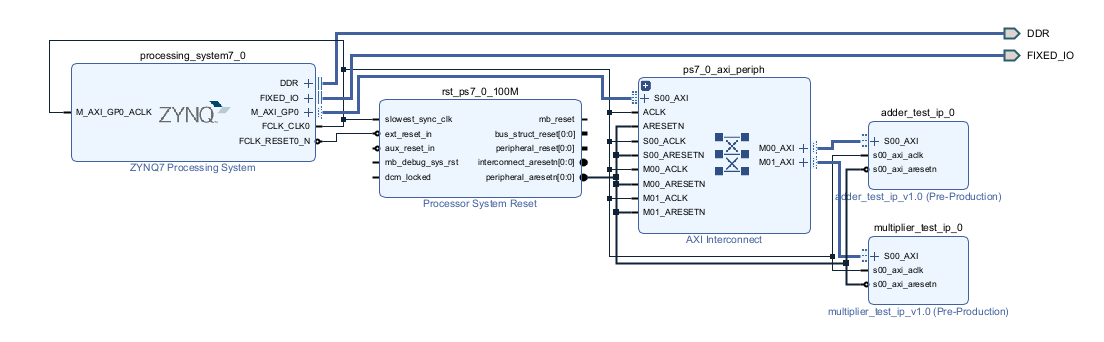 DDR
FIXED_IO
processing_system7_0
DDR
FIXED_IO
M_AXI_GP0_ACLK
ZYNQ
M_AXI_GP0
FCLK_CLK0
FCLK_RESET0_N
ZYNQ7 Processing System
rst_ps7_0_100M
slowest_sync_clk
mb_reset
ext_reset_in
bus_struct_reset[0:0]
aux_reset_in
peripheral_reset[0:0]
mb_debug_sys_rst
interconnect_aresetn[0:0]
dcm_locked
peripheral_aresetn[0:0]
Processor System Reset
ps7_0_axi_periph
S00_AXI
ACLK
ARESETN
S00_ACLK
S00_ARESETN
M00_ACLK
M00_ARESETN
M01_ACLK
M01_ARESETN
M00_AXI
M01_AXI
AXI Interconnect
adder_test_ip_0
S00_AXI
s00_axi_aclk
s00_axi_aresetn
adder_test_ip_v1.0 (Pre-Production)
multiplier_test_ip_0
S00_AXI
s00_axi_aclk
s00_axi_aresetn
multiplier_test_ip_v1.0 (Pre-Production)